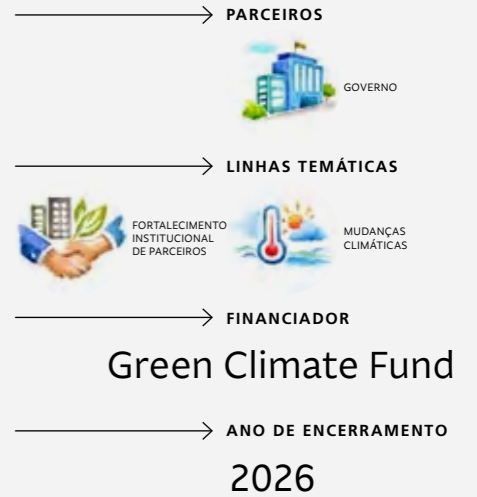 PARCEIROS
GOVERNO
LINHAS TEMÁTICAS
FORTALECIMENTO
INSTITUCIONAL
DE PARCEIROS
MUDANÇAS
CLIMÁTICAS
FINANCIADOR
Green Climate Fund
ANO DE ENCERRAMENTO
2026